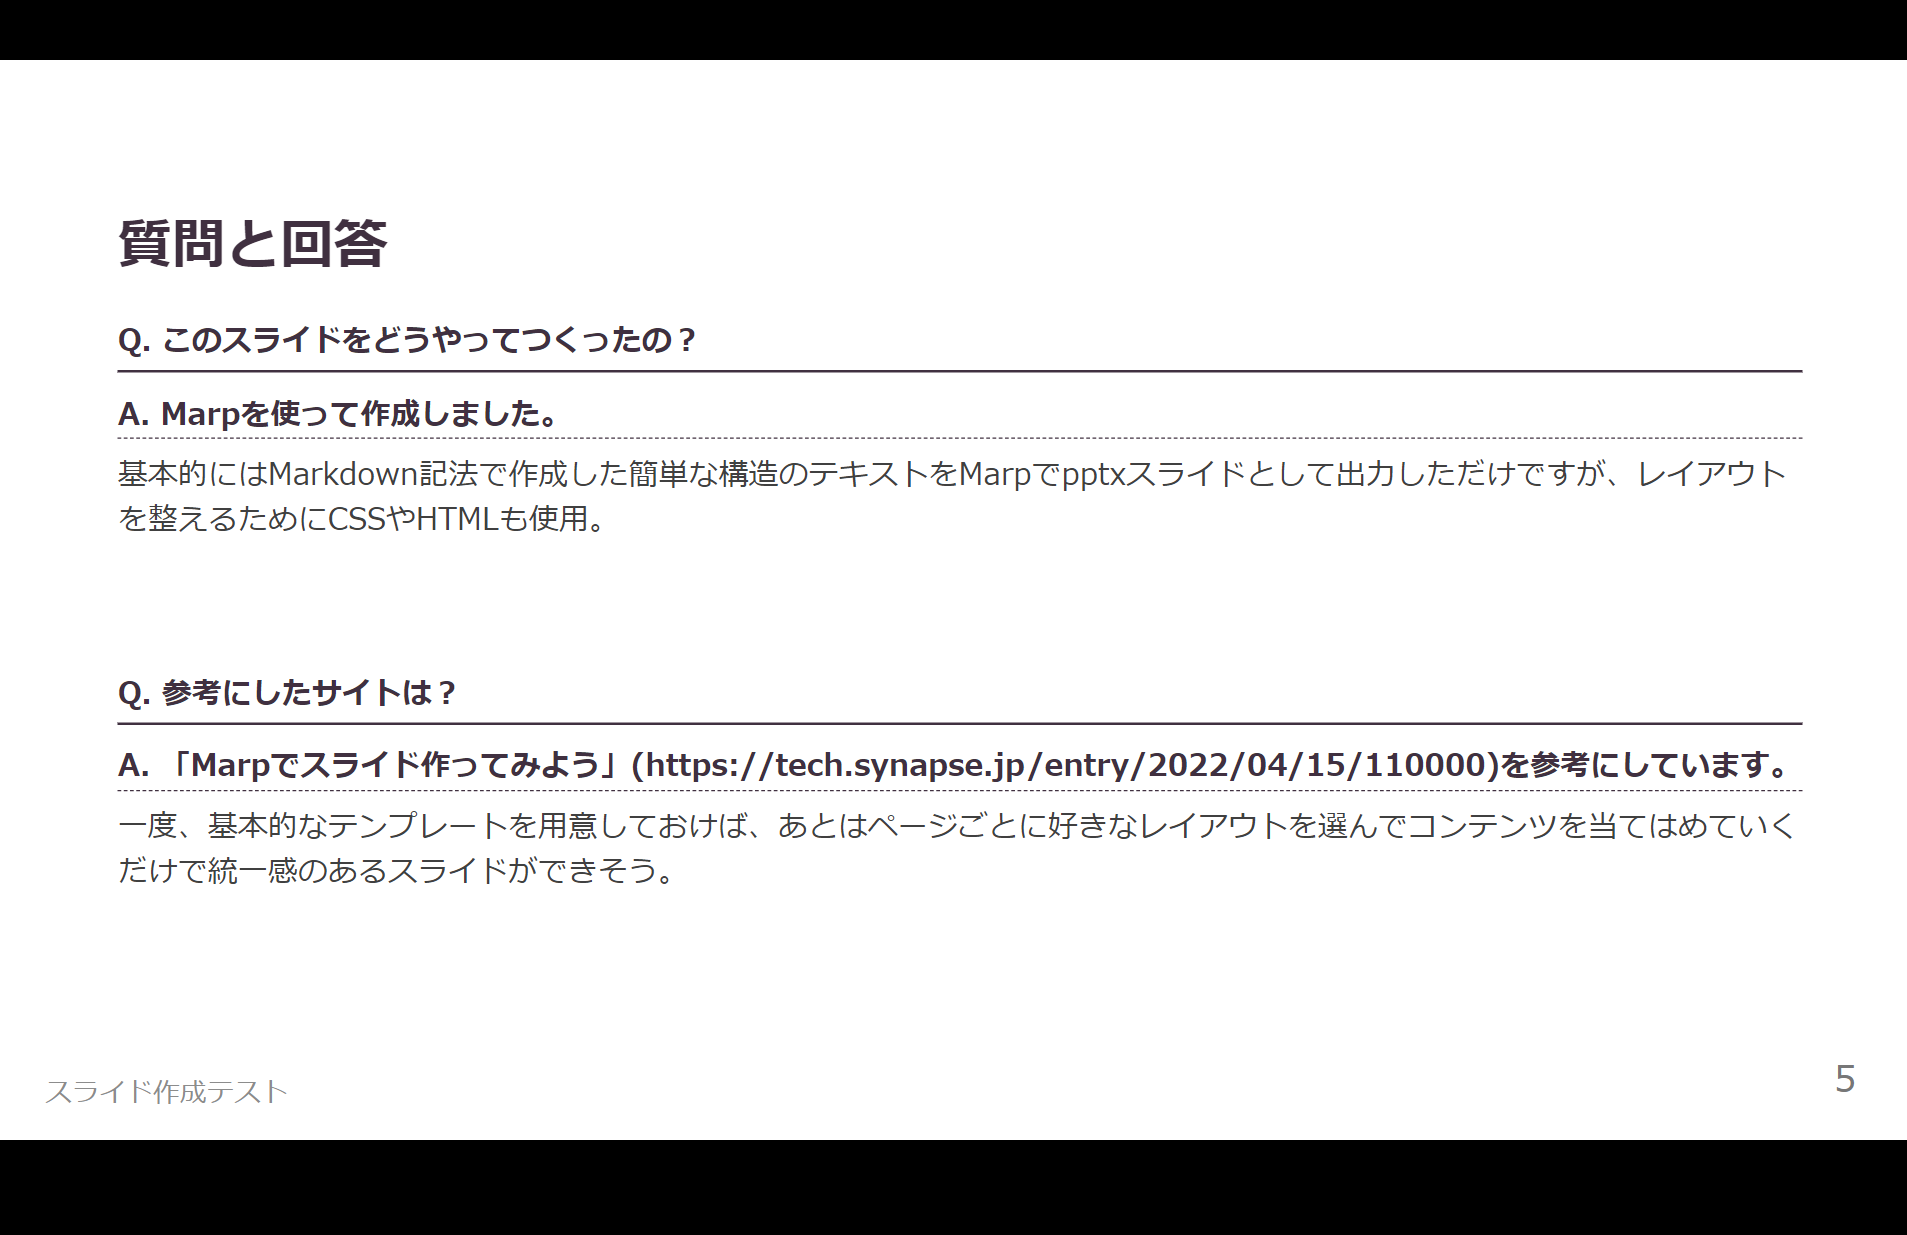 質問と回答
Q. このスライドをどうやってつくったの？
A. Marpを使って作成しました。
基本的にはMarkdown記法で作成した簡単な構造のテキストをMarpでpptxスライドとして出力しただけですが、レイアウト
を整えるためにCSSやHTMLも使用。
Q. 参考にしたサイトは？
A. 「Marpでスライド作ってみよう」(https://tech.synapse.jp/entry/2022/04/15/110000)を参考にしています。
一度、基本的なテンプレートを用意しておけば、あとはページごとに好きなレイアウトを選んでコンテンツを当てはめていく
だけで統一感のあるスライドができそう。
スライド作成テスト
5